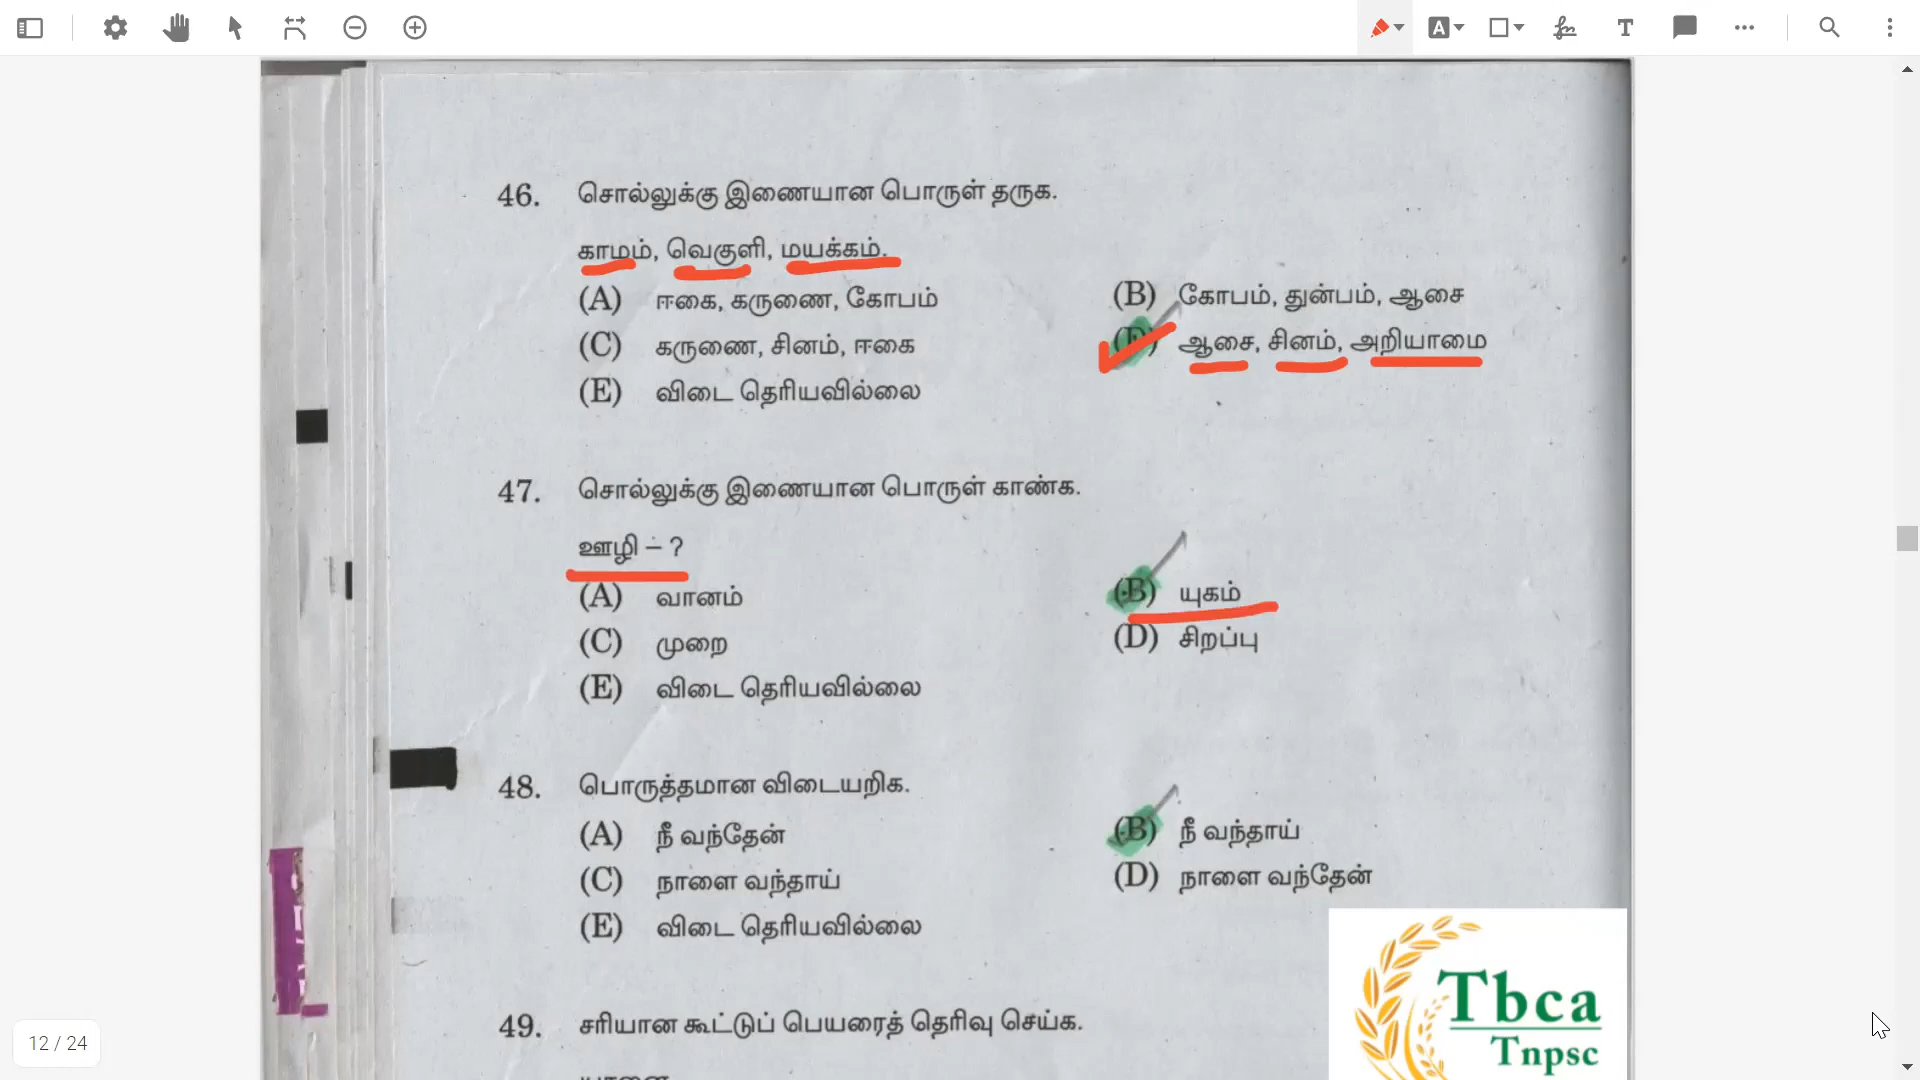 46. சொல்லுக்கு இணையான பொருள் தருக.
காமம், வெகுளி, மயக்கம்.
(A) ஈகை, கருணை, கோபம் (B) கோபம், துன்பம், ஆசை
(C) கருணை, சினம், ஈகை ஆசை, சினம், அறியாமை
(E) விடை தெரியவில்லை
47. சொல்லுக்கு இணையான பொருள் காண்க.
ஊழி – ?
(A) வானம் (B) யுகம்
(C) முறை (D) சிறப்பு
(E) விடை தெரியவில்லை
48. பொருத்தமான விடையறிக.
(A) நீ வந்தேன் (B) நீ வந்தாய்
(C) நாளை வந்தாய் (D) நாளை வந்தேன்
(E) விடை தெரியவில்லை
49. சரியான கூட்டுப் பெயரைத் தெரிவு செய்க.
Tbca
Tnpsc
12 / 24